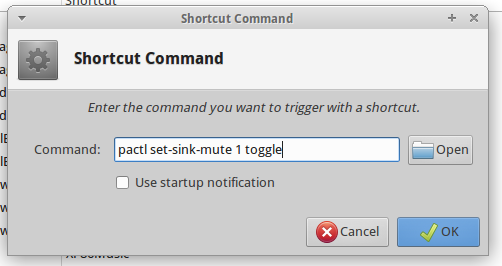 Shortcut
Shortcut Command
Shortcut Command
Enter the command you want to trigger with a shortcut.
Command: pactl set-sink-mute 1 toggle Open
Use startup notification
Cancel OK